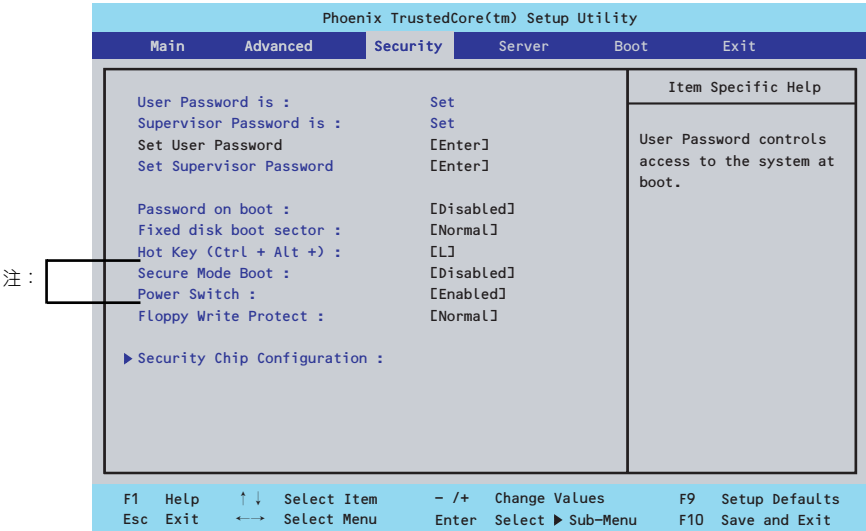 Phoenix TrustedCore(tm) Setup Utility
Main Advanced Security Server Boot Exit
Item Specific Help
User Password is : Set
Supervisor Password is : Set
Set User Password [Enter]
Set Supervisor Password [Enter]
User Password controls
access to the system at
boot.
Password on boot : [Disabled]
Fixed disk boot sector : [Normal]
Hot Key (Ctrl + Alt +) : [L]
注：
Secure Mode Boot : [Disabled]
Power Switch : [Enabled]
Floppy Write Protect : [Normal]
▶ Security Chip Configuration :
F1 Help ↑↓ Select Item - /+ Change Values F9 Setup Defaults
Esc Exit ←→ Select Menu Enter Select ▶ Sub-Menu F10 Save and Exit